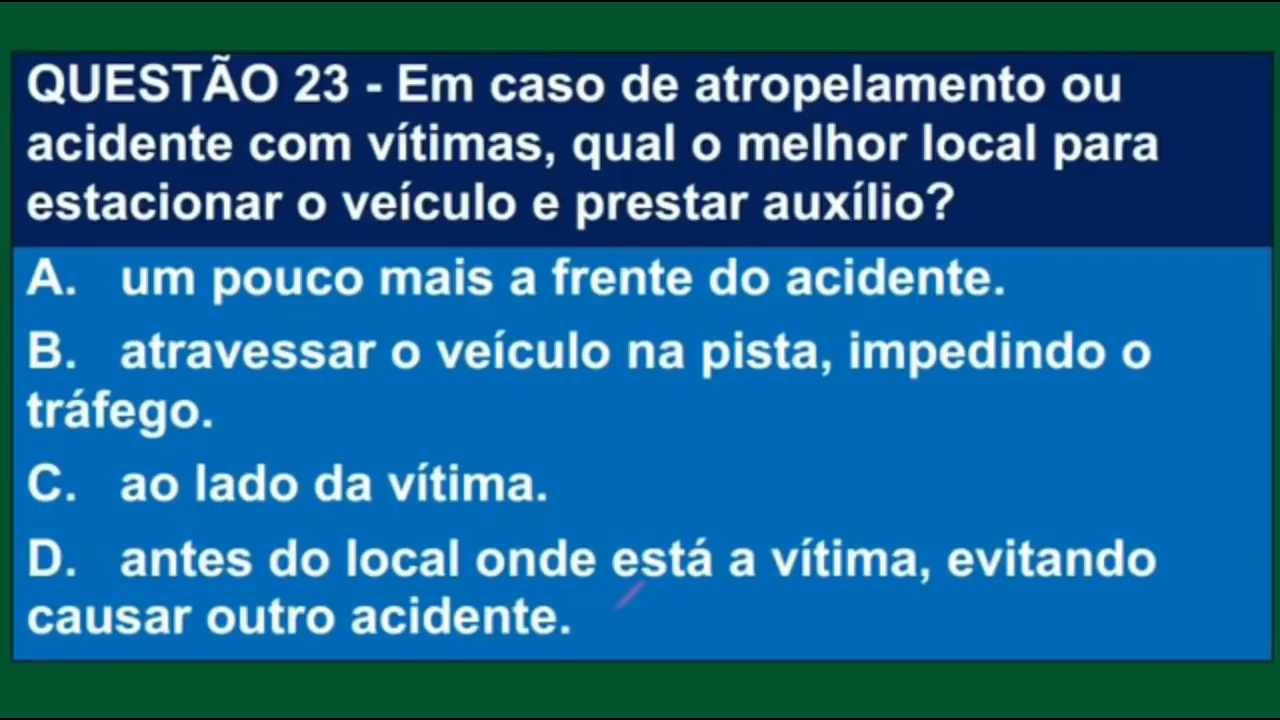 QUESTÃO 23 - Em caso de atropelamento ou
acidente com vítimas, qual o melhor local para
estacionar o veículo e prestar auxílio?
A. um pouco mais a frente do acidente.
B. atravessar o veículo na pista, impedindo o
tráfego.
C. ao lado da vítima.
D. antes do local onde está a vítima, evitando
causar outro acidente.